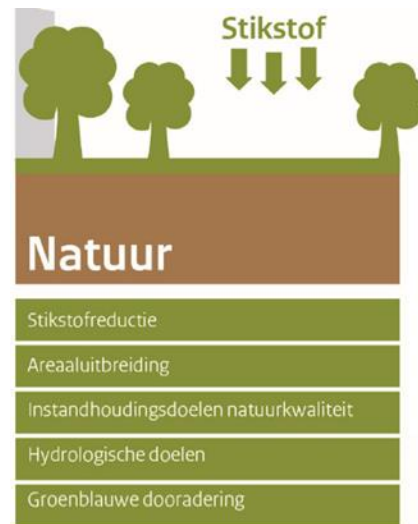 Stikstof
Natuur
Stikstofreductie
Areaaluitbreiding
Instandhoudingsdoelen natuurkwaliteit
Hydrologische doelen
Groenblauwe dooradering